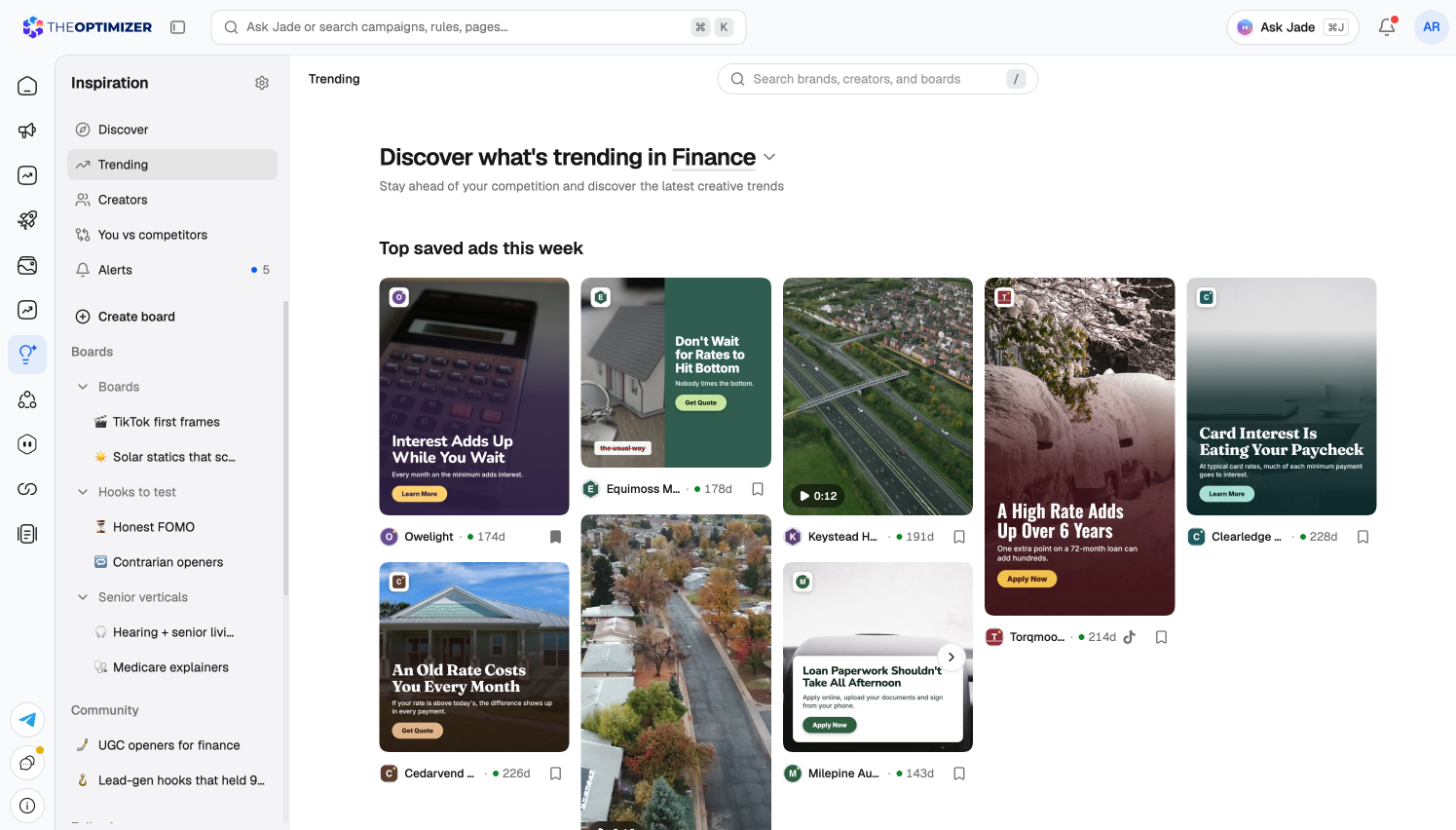 THEOPTIMIZER
Ask Jade or search campaigns, rules, pages...
⌘ K
Ask Jade ⌘J
AR
Inspiration
Discover
Trending
Creators
You vs competitors
Alerts 5
Create board
Boards
Boards
TikTok first frames
Solar statics that sc...
Hooks to test
Honest FOMO
Contrarian openers
Senior verticals
Hearing + senior livi...
Medicare explainers
Community
UGC openers for finance
Lead-gen hooks that held 9...
Trending
Search brands, creators, and boards /
Discover what's trending in Finance
Stay ahead of your competition and discover the latest creative trends
Top saved ads this week
O
Interest Adds Up
While You Wait
Every month on the minimum adds interest.
Learn More
O Owelight · 174d
C
An Old Rate Costs
You Every Month
If your rate is above today's, the difference shows up
in every payment.
Get Quote
C Cedarvend ... · 226d
E
Don't Wait
for Rates to
Hit Bottom
Nobody times the bottom.
Get Quote
the usual way
E Equimoss M... · 178d
0:12
K Keystead H... · 191d
M
Loan Paperwork Shouldn't
Take All Afternoon
Apply online, upload your documents and sign
from your phone.
Apply Now
M Milepine Au... · 143d
T
A High Rate Adds
Up Over 6 Years
One extra point on a 72-month loan can
add hundreds.
Apply Now
T Torqmoo... · 214d
C
Card Interest Is
Eating Your Paycheck
At typical card rates, much of each minimum payment
goes to interest.
Learn More
C Clearledge ... · 228d